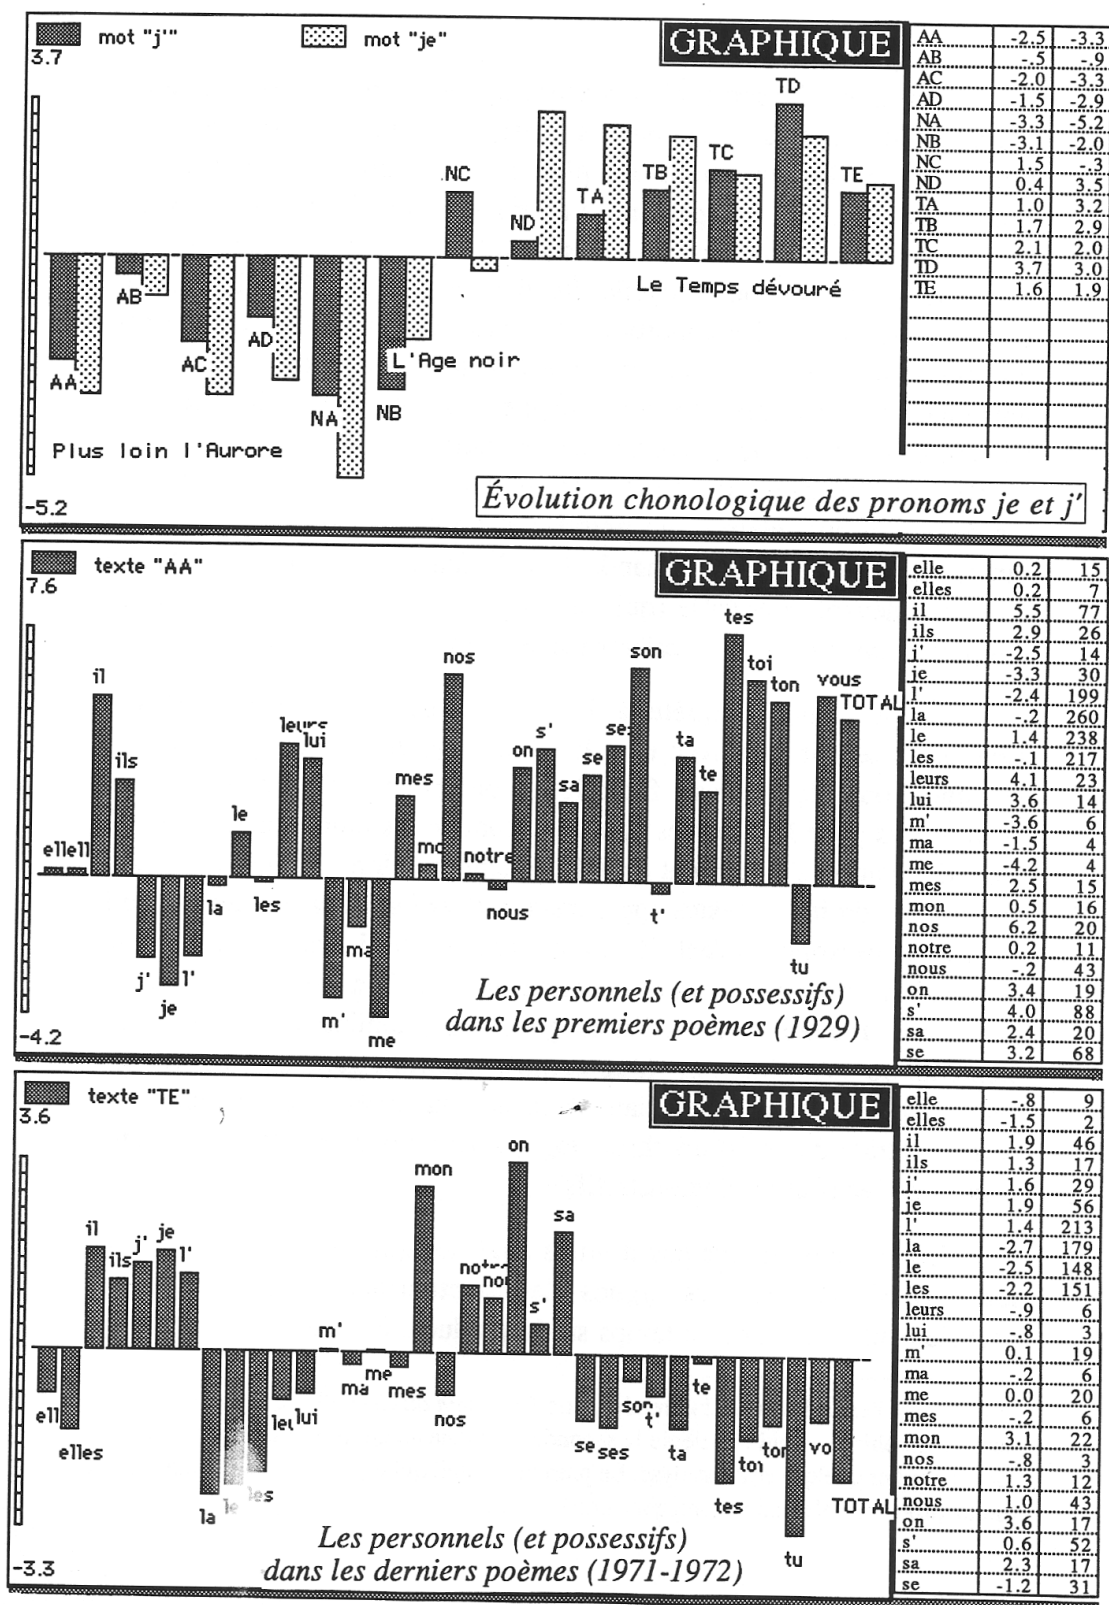 mot "j'" mot "je" GRAPHIQUE
3.7
TD
NC
ND
TA
TB
TC
TE
Le Temps dévouré
AA
AB
AC
AD
NA
NB
L'Age noir
Plus loin l'Aurore
-5.2
Évolution chonologique des pronoms je et j'
AA -2.5 -3.3
AB -.5 -.9
AC -2.0 -3.3
AD -1.5 -2.9
NA -3.3 -5.2
NB -3.1 -2.0
NC 1.5 -.3
ND 0.4 3.5
TA 1.0 3.2
TB 1.7 2.9
TC 2.1 2.0
TD 3.7 3.0
TE 1.6 1.9
texte "AA" GRAPHIQUE
7.6
ell ell il ils j' je l' la le les leurs lui m' ma me mes mo nos notre nous on s' sa se ses son t' ta te tes toi ton tu vous TOTAL
-4.2
Les personnels (et possessifs)
dans les premiers poèmes (1929)
elle 0.2 15
elles 0.2 7
il 5.5 77
ils 2.9 26
j' -2.5 14
je -3.3 30
l' -2.4 199
la -.2 260
le 1.4 238
les -.1 217
leurs 4.1 23
lui 3.6 14
m' -3.6 6
ma -1.5 4
me -4.2 4
mes 2.5 15
mon 0.5 16
nos 6.2 20
notre 0.2 11
nous -.2 43
on 3.4 19
s' 4.0 88
sa 2.4 20
se 3.2 68
texte "TE" GRAPHIQUE
3.6
ell elles il ils j' je l' la le les leu lui m' ma me mes mon nos notre nou on s' sa se ses son t' ta te tes toi ton tu vo TOTAL
-3.3
Les personnels (et possessifs)
dans les derniers poèmes (1971-1972)
elle -.8 9
elles -1.5 2
il 1.9 46
ils 1.3 17
j' 1.6 29
je 1.9 56
l' 1.4 213
la -2.7 179
le -2.5 148
les -2.2 151
leurs -.9 6
lui -.8 3
m' 0.1 19
ma -.2 6
me 0.0 20
mes -.2 6
mon 3.1 22
nos -.8 3
notre 1.3 12
nous 1.0 43
on 3.6 17
s' 0.6 52
sa 2.3 17
se -1.2 31